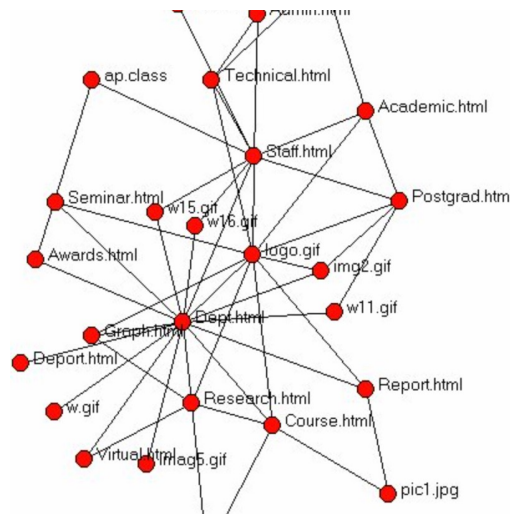 Admin.html
ap.class
Technical.html
Academic.html
Staff.html
Seminar.html
w15.gif
Postgrad.htm
w16.gif
logo.gif
Awards.html
img2.gif
w11.gif
Dept.html
Graph.html
Deport.html
Report.html
Research.html
w.gif
Course.html
Virtual.html
imag5.gif
pic1.jpg